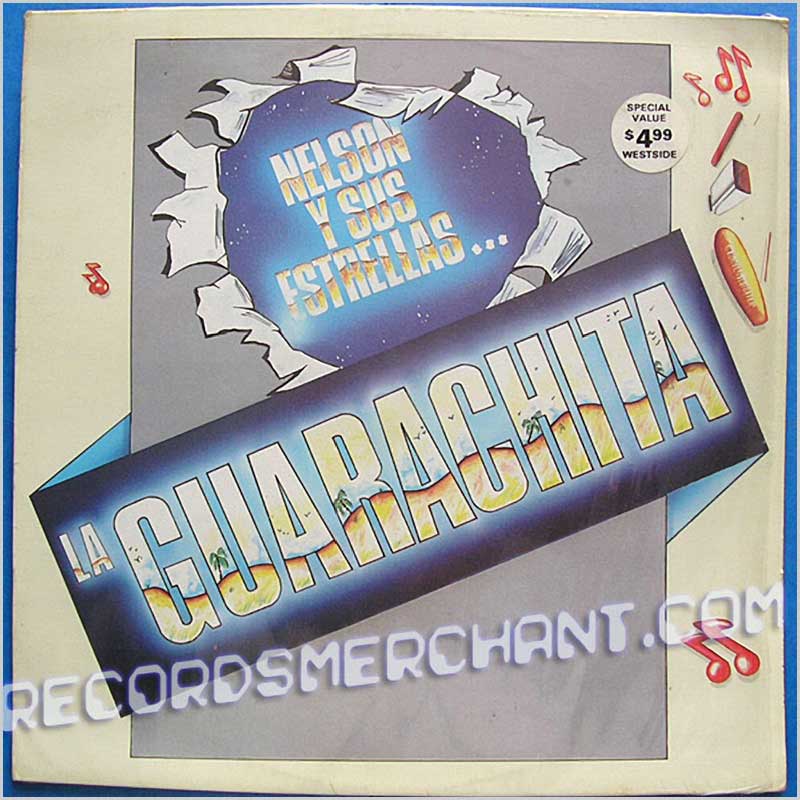 NELSON
Y SUS
ESTRELLAS...
SPECIAL
VALUE
$4.99
WESTSIDE
LA GUARACHITA
RECORDSMERCHANT.COM